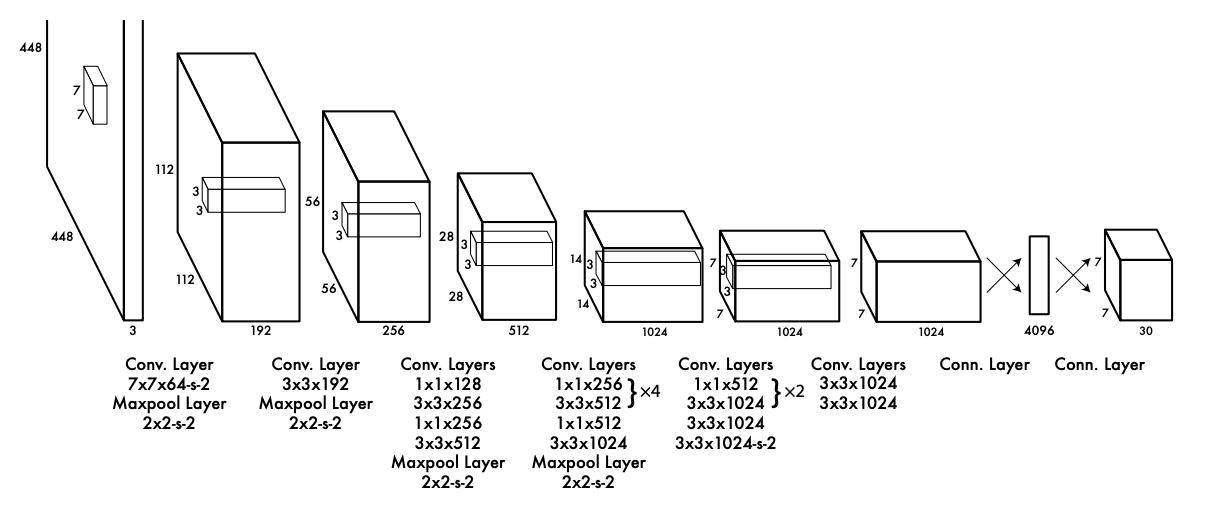 448
448
7
7
3
112
112
3
3
192
56
56
3
3
256
28
28
3
3
512
14
14
3
3
1024
7
7
3
3
1024
7
7
1024
4096
7
7
30
Conv. Layer
7x7x64-s-2
Maxpool Layer
2x2-s-2
Conv. Layer
3x3x192
Maxpool Layer
2x2-s-2
Conv. Layers
1x1x128
3x3x256
1x1x256
3x3x512
Maxpool Layer
2x2-s-2
Conv. Layers
1x1x256
3x3x512
} ×4
1x1x512
3x3x1024
Maxpool Layer
2x2-s-2
Conv. Layers
1x1x512
3x3x1024
} ×2
3x3x1024
3x3x1024-s-2
Conv. Layers
3x3x1024
3x3x1024
Conn. Layer
Conn. Layer